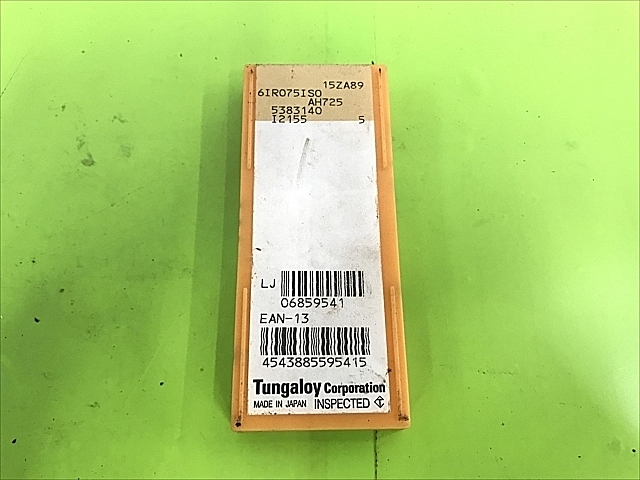 15ZA89
6IR075ISO
AH725
5383140
I2155 5
LJ
06859541
EAN-13
4543885595415
Tungaloy Corporation
MADE IN JAPAN INSPECTED